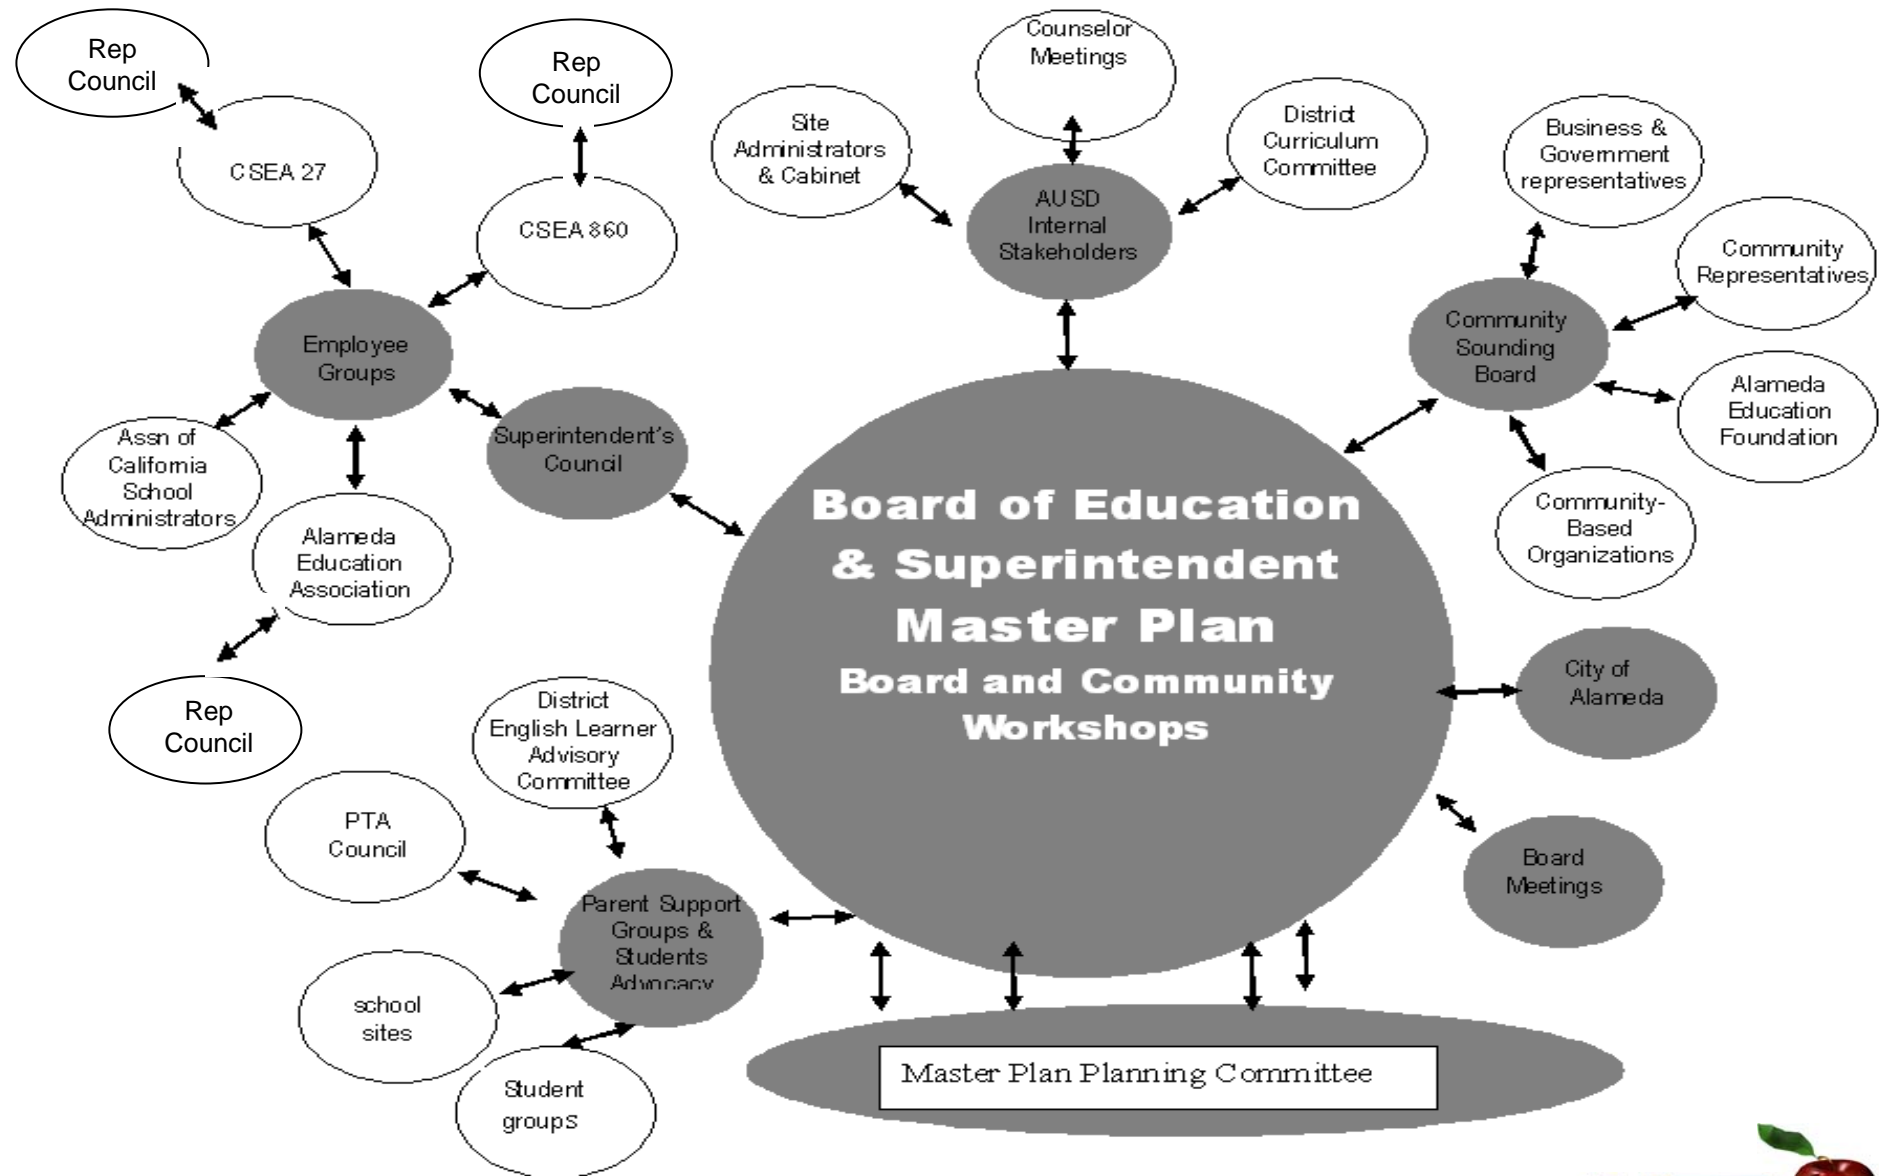 Rep
Council
Rep
Council
CSEA 27
CSEA 860
Counselor
Meetings
Site
Administrators
& Cabinet
District
Curriculum
Committee
AUSD
Internal
Stakeholders
Business &
Government
representatives
Community
Representatives
Community
Sounding
Board
Alameda
Education
Foundation
Community-
Based
Organizations
Employee
Groups
Superintendent's
Council
Assn of
California
School
Administrators
Alameda
Education
Association
Rep
Council
Board of Education
& Superintendent
Master Plan
Board and Community
Workshops
City of
Alameda
Board
Meetings
District
English Learner
Advisory
Committee
PTA
Council
Parent Support
Groups &
Students
Advocacy
school
sites
Student
groups
Master Plan Planning Committee